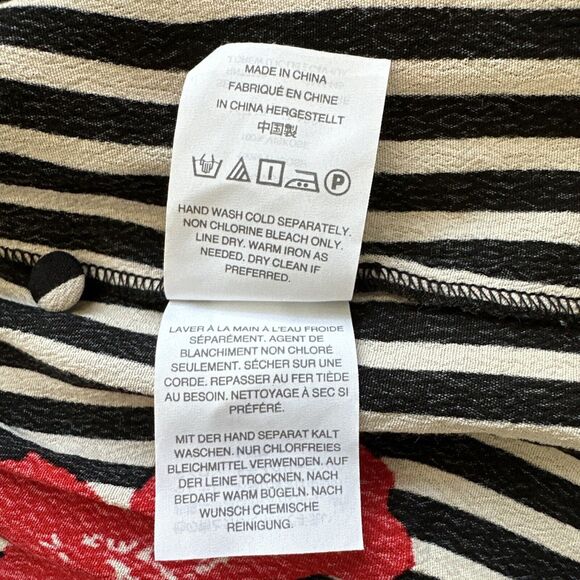 MADE IN CHINA
FABRIQUÉ EN CHINE
IN CHINA HERGESTELLT
中国製
P
HAND WASH COLD SEPARATELY.
NON CHLORINE BLEACH ONLY.
LINE DRY. WARM IRON AS
NEEDED. DRY CLEAN IF
PREFERRED.
LAVER À LA MAIN À L'EAU FROIDE
SÉPARÉMENT. AGENT DE
BLANCHIMENT NON CHLORÉ
SEULEMENT. SÉCHER SUR UNE
CORDE. REPASSER AU FER TIÈDE
AU BESOIN. NETTOYAGE À SEC SI
PRÉFÉRÉ.
MIT DER HAND SEPARAT KALT
WASCHEN. NUR CHLORFREIES
BLEICHMITTEL VERWENDEN. AUF
DER LEINE TROCKNEN. NACH
BEDARF WARM BÜGELN. NACH
WUNSCH CHEMISCHE
REINIGUNG.